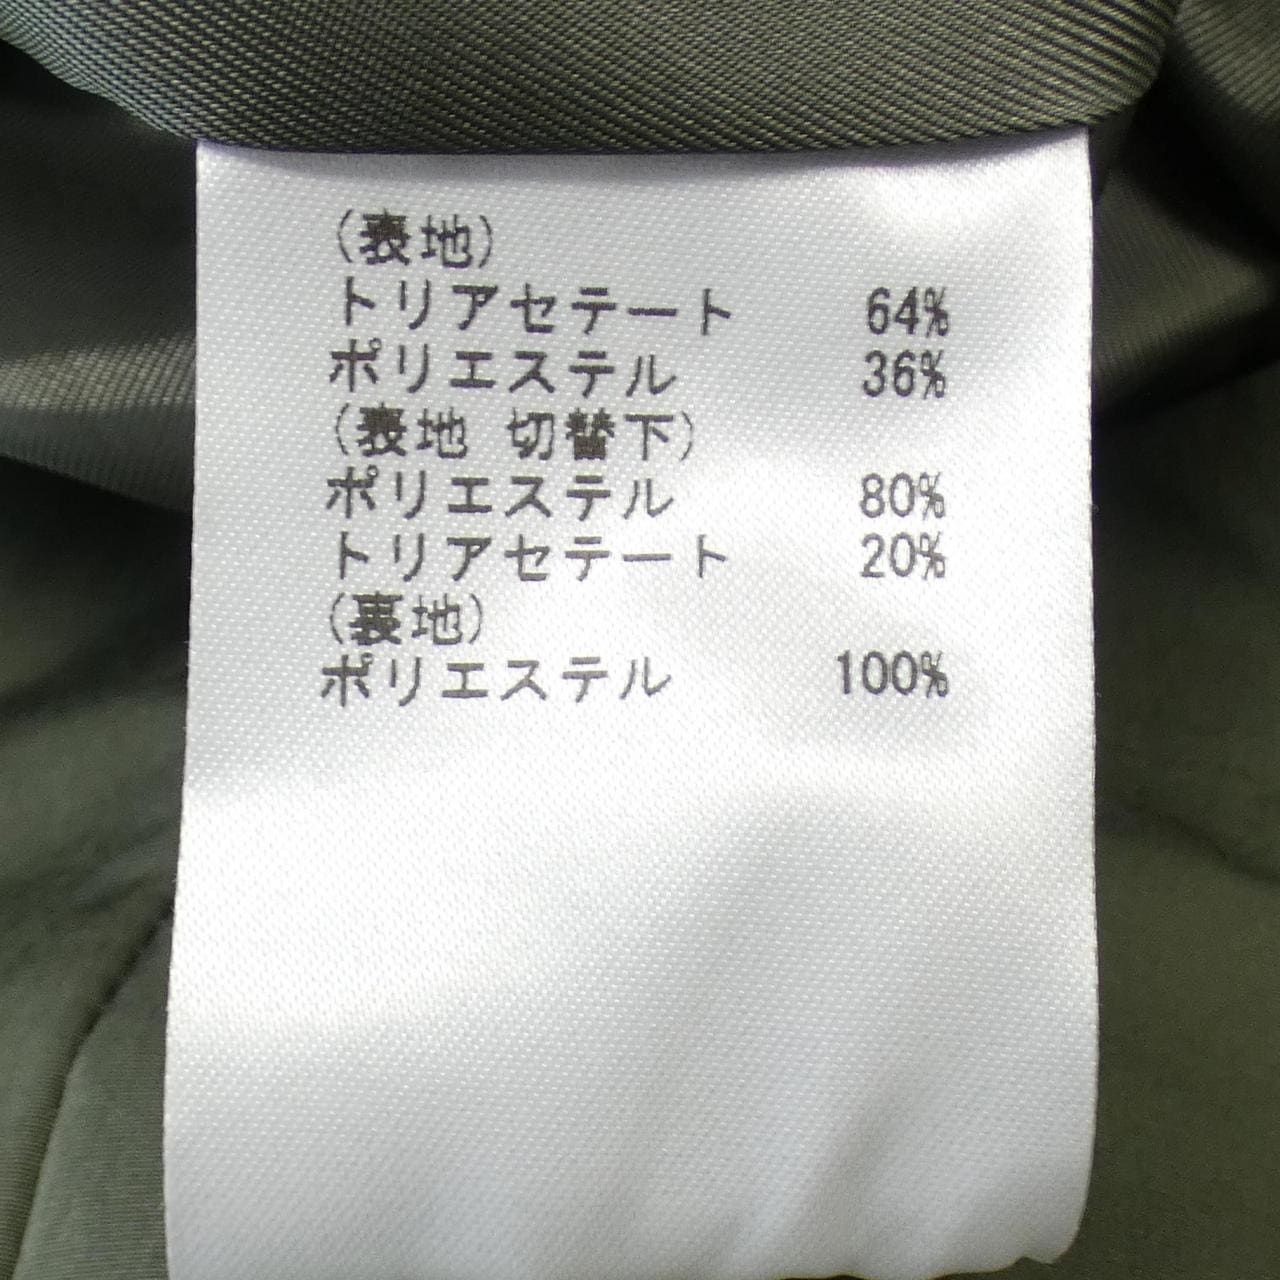 (表地)
トリアセテート 64%
ポリエステル 36%
(表地 切替下)
ポリエステル 80%
トリアセテート 20%
(裏地)
ポリエステル 100%